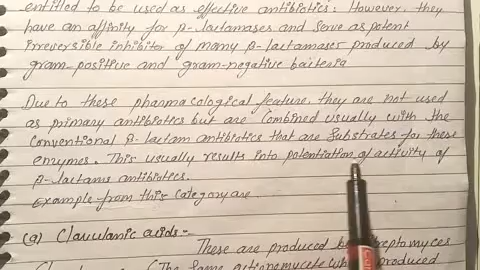 entitled to be used as effective antibiotics; However, they
have an affinity for β-lactamases and serve as potent
irreversible inhibitor of many β-lactamases produced by
gram-positive and gram-negative bacteria
Due to these pharmacological feature, they are not used
as primary antibiotics but are combined usually with the
conventional β-lactam antibiotics that are substrates for these
enzymes. This usually results into potentiation of activity of
β-lactams antibiotics.
Example from this category are
(a) Clavulanic acids:-
These are produced by Streptomyces
(The same actinomycete which produced